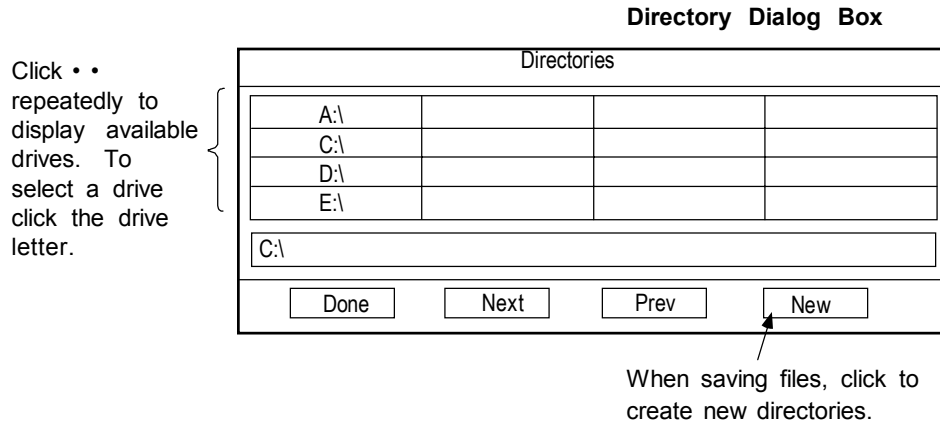 Directory Dialog Box
Click • •
repeatedly to
display available
drives. To
select a drive
click the drive
letter.
Directories
A:\
C:\
D:\
E:\
C:\
Done Next Prev New
When saving files, click to
create new directories.